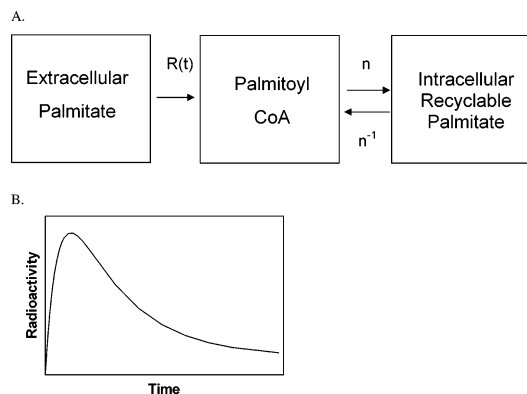 A.
Extracellular
Palmitate
R(t)
Palmitoyl
CoA
n
n⁻¹
Intracellular
Recyclable
Palmitate
B.
Radioactivity
Time